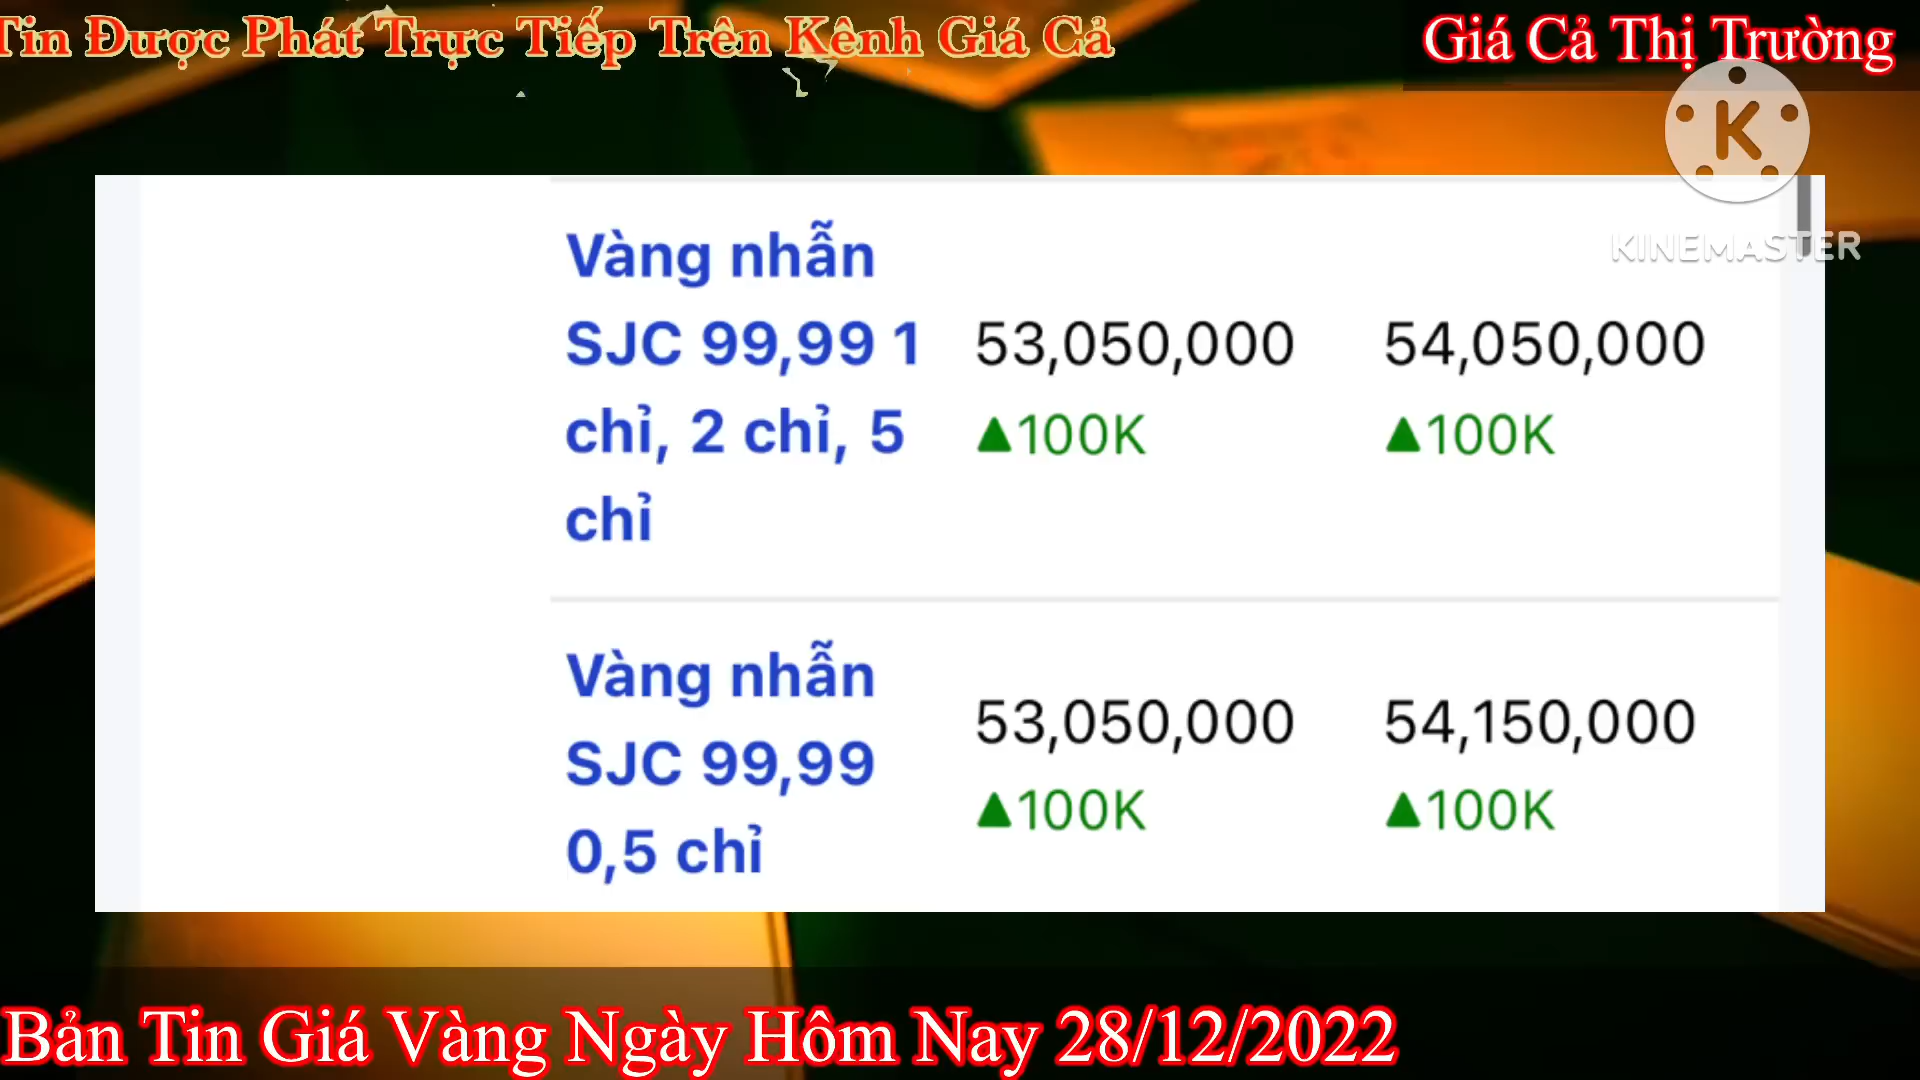 Tin Được Phát Trực Tiếp Trên Kênh Giá Cả
Giá Cả Thị Trường
K
KINEMASTER
Vàng nhẫn
SJC 99,99 1
chỉ, 2 chỉ, 5
chỉ
53,050,000
▲100K
54,050,000
▲100K
Vàng nhẫn
SJC 99,99
0,5 chỉ
53,050,000
▲100K
54,150,000
▲100K
Bản Tin Giá Vàng Ngày Hôm Nay 28/12/2022